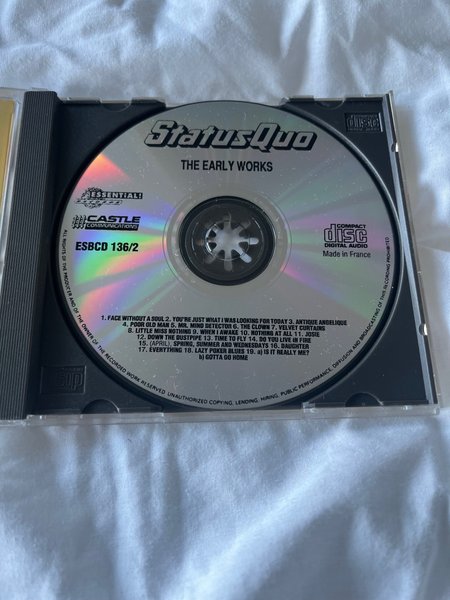 StatusQuo
THE EARLY WORKS
ESSENTIAL!
CASTLE
COMMUNICATIONS
ESBCD 136/2
COMPACT
disc
DIGITAL AUDIO
Made in France
1. FACE WITHOUT A SOUL 2. YOU'RE JUST WHAT I WAS LOOKING FOR TODAY 3. ANTIQUE ANGELIQUE
4. POOR OLD MAN 5. MR. MIND DETECTOR 6. THE CLOWN 7. VELVET CURTAINS
8. LITTLE MISS NOTHING 9. WHEN I AWAKE 10. NOTHING AT ALL 11. JOSIE
12. DOWN THE DUSTPIPE 13. TIME TO FLY 14. DO YOU LIVE IN FIRE
15. (APRIL), SPRING, SUMMER AND WEDNESDAYS 16. DAUGHTER
17. EVERYTHING 18. LAZY POKER BLUES 19. a) IS IT REALLY ME?
b) GOTTA GO HOME
ALL RIGHTS OF THE PRODUCER AND OF THE OWNER OF THE RECORDED WORK RESERVED. UNAUTHORIZED COPYING, LENDING, HIRING, PUBLIC PERFORMANCE, DIFFUSION AND BROADCASTING OF THIS RECORDING PROHIBITED
disc